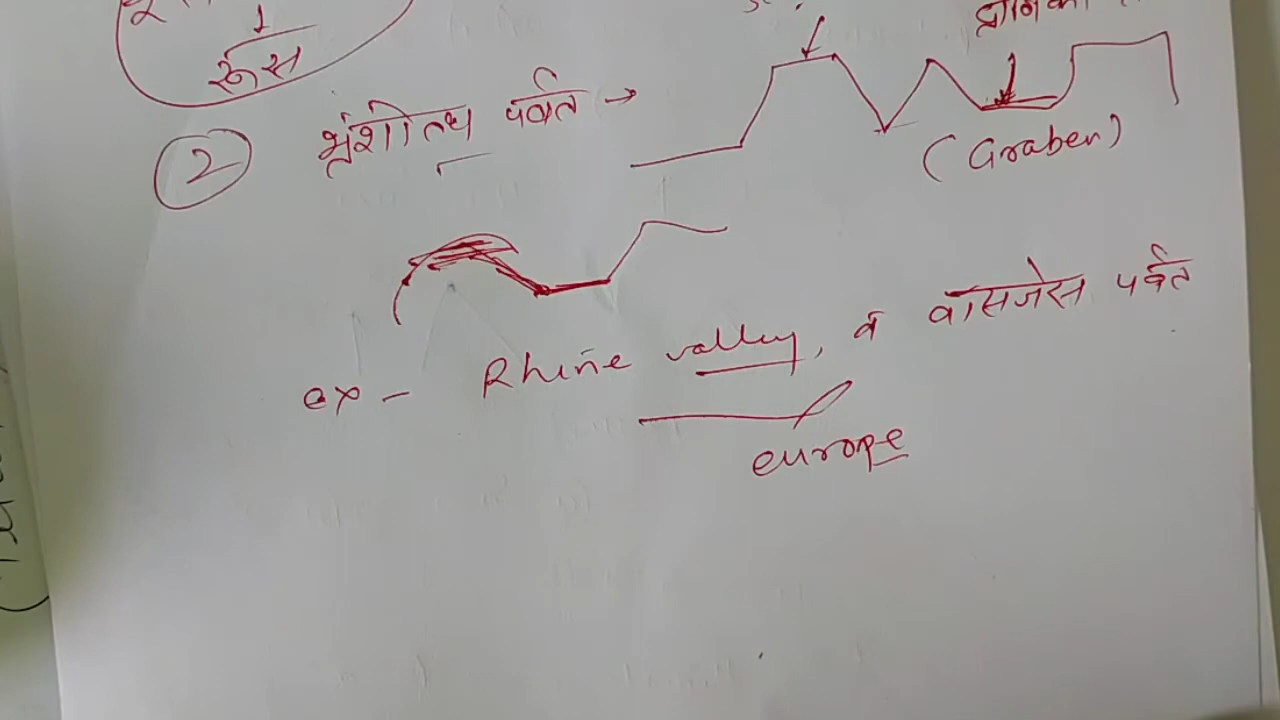 रूस
द्रोणिका
2 भ्रंशोत्थ पर्वत →
(Graben)
ex - Rhine valley, व वासजेस पर्वत
europe